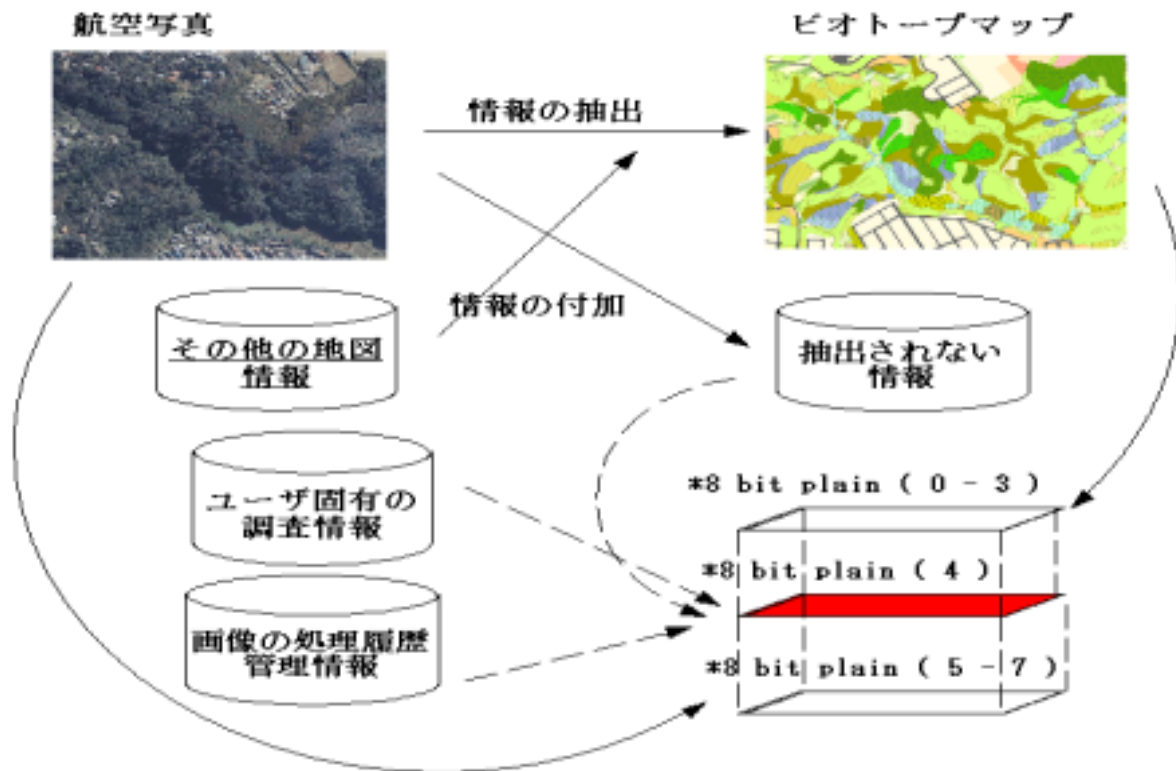 航空写真
ビオトープマップ
情報の抽出
情報の付加
その他の地図
情報
抽出されない
情報
ユーザ固有の
調査情報
画像の処理履歴
管理情報
*8 bit plain ( 0 - 3 )
*8 bit plain ( 4 )
*8 bit plain ( 5 - 7 )